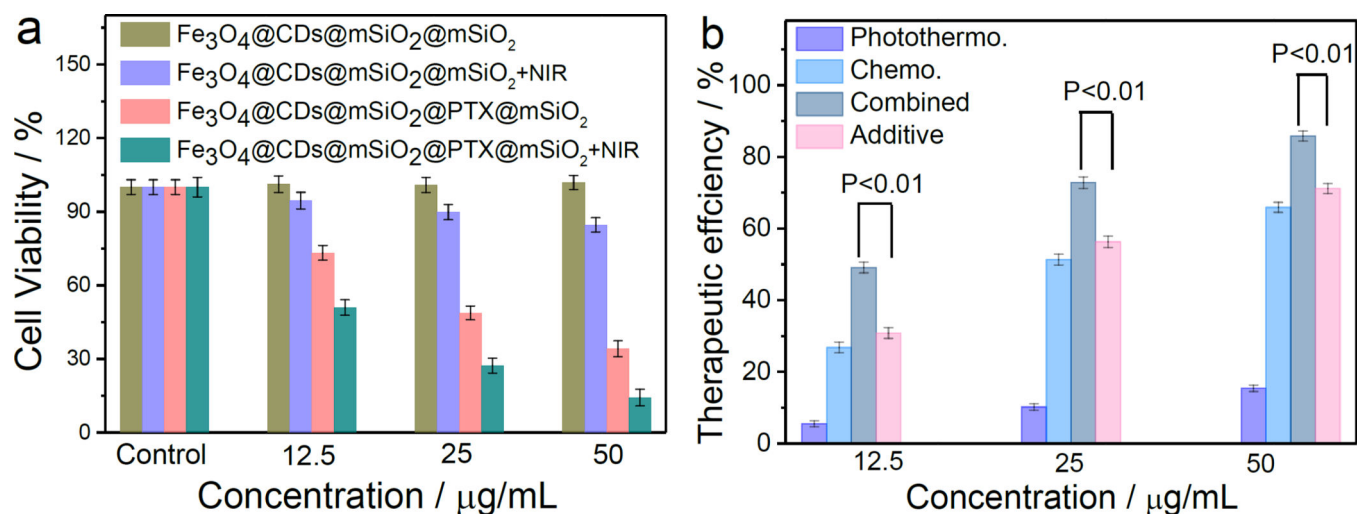 a
Fe₃O₄@CDs@mSiO₂@mSiO₂
Fe₃O₄@CDs@mSiO₂@mSiO₂+NIR
Fe₃O₄@CDs@mSiO₂@PTX@mSiO₂
Fe₃O₄@CDs@mSiO₂@PTX@mSiO₂+NIR
Cell Viability / %
150
120
90
60
30
0
Control 12.5 25 50
Concentration / μg/mL
b
Photothermo.
Chemo.
Combined
Additive
P<0.01
P<0.01
P<0.01
Therapeutic effciency / %
100
80
60
40
20
0
12.5 25 50
Concentration / μg/mL